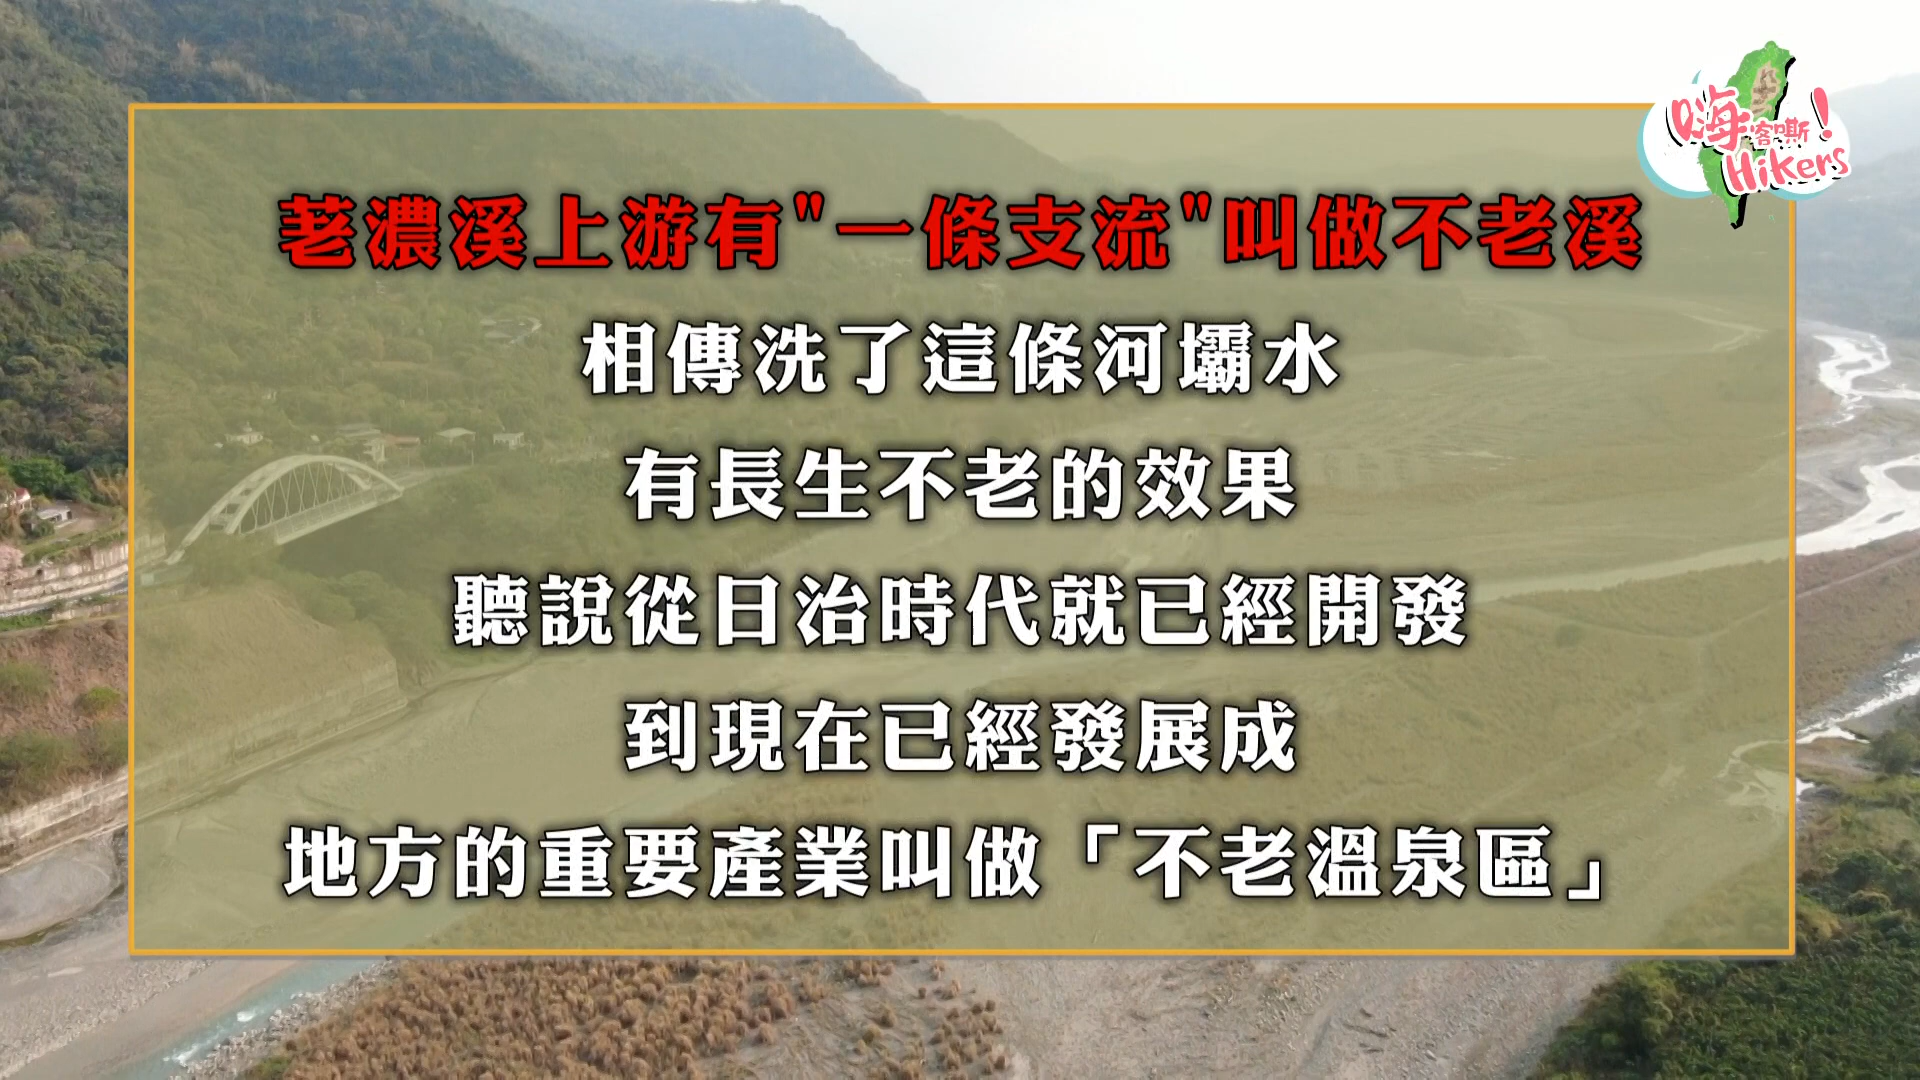 嗨客嘶!
Hikers
荖濃溪上游有"一條支流"叫做不老溪
相傳洗了這條河壩水
有長生不老的效果
聽說從日治時代就已經開發
到現在已經發展成
地方的重要產業叫做「不老溫泉區」